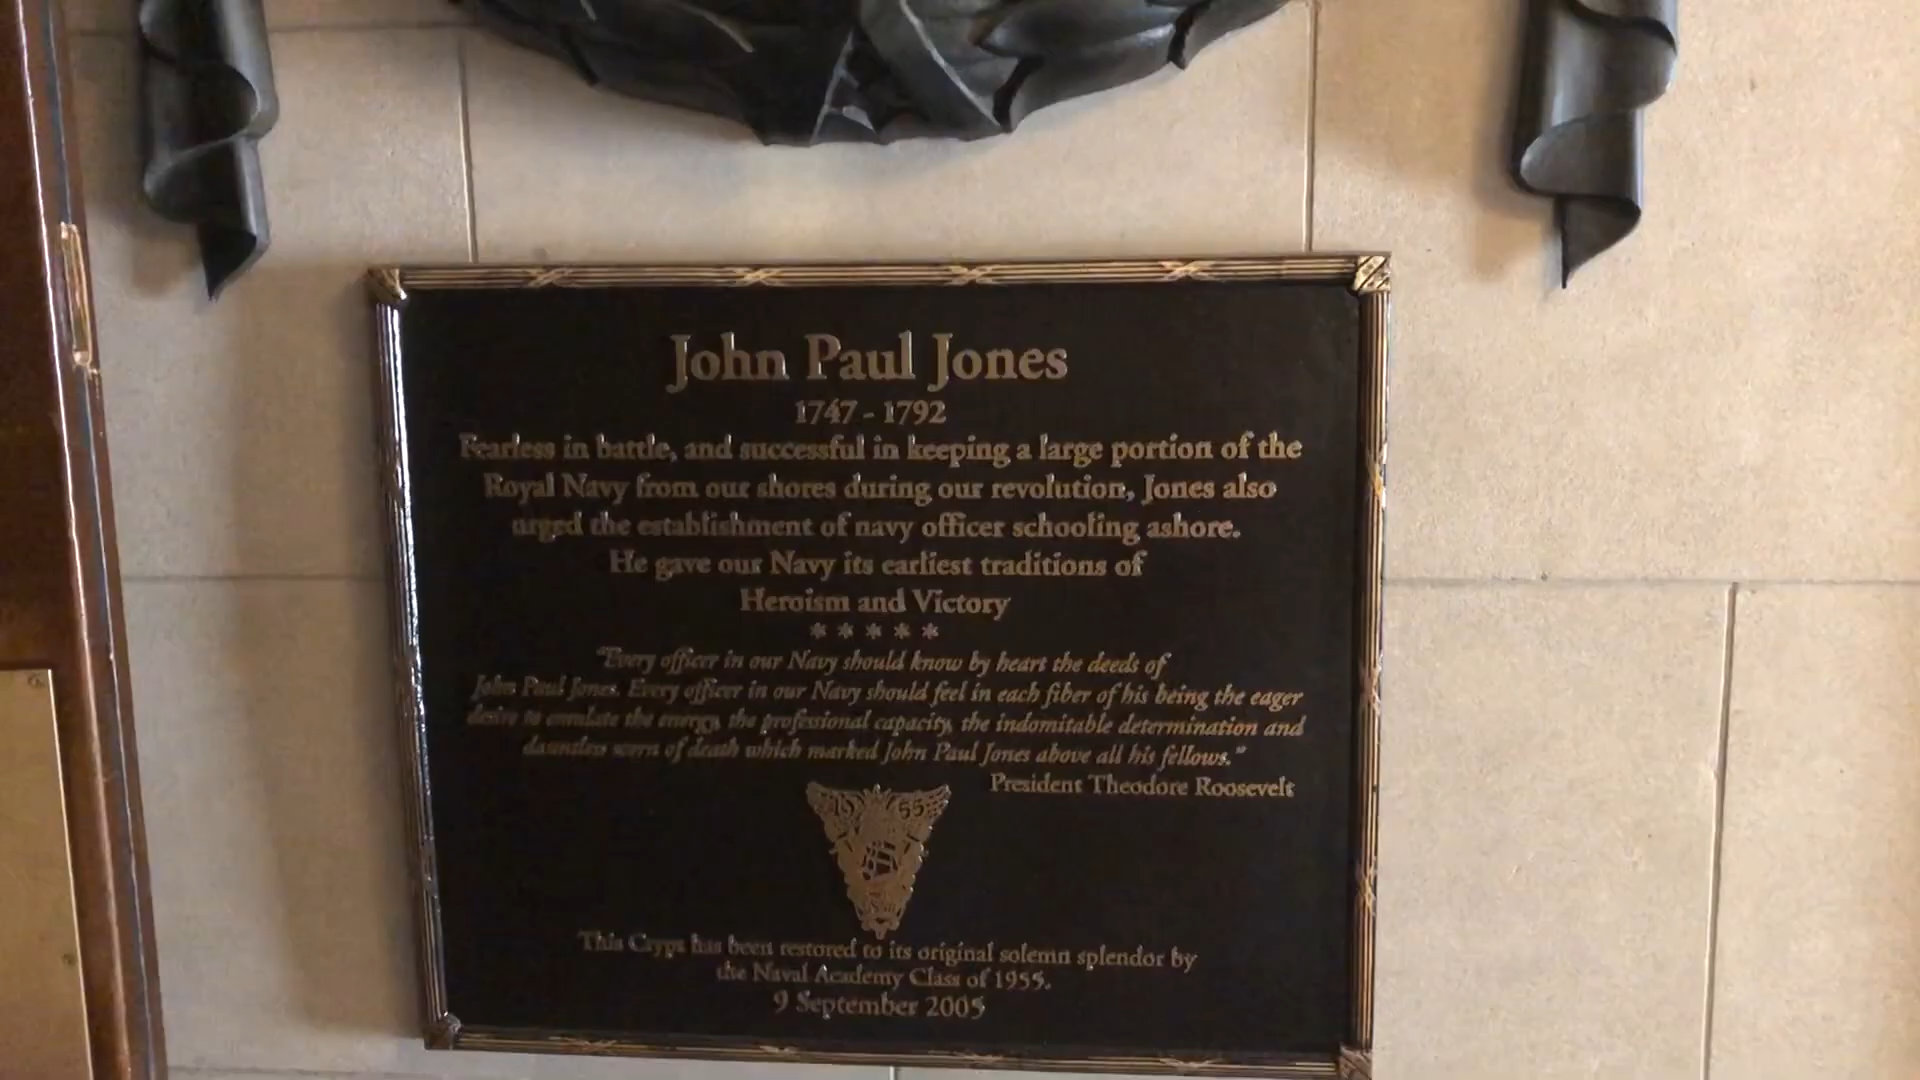 John Paul Jones
1747 - 1792
Fearless in battle, and successful in keeping a large portion of the
Royal Navy from our shores during our revolution, Jones also
urged the establishment of navy officer schooling ashore.
He gave our Navy its earliest traditions of
Heroism and Victory
* * * * *
"Every officer in our Navy should know by heart the deeds of
John Paul Jones. Every officer in our Navy should feel in each fiber of his being the eager
desire to emulate the energy, the professional capacity, the indomitable determination and
dauntless scorn of death which marked John Paul Jones above all his fellows."
President Theodore Roosevelt
19 55
This Crypt has been restored to its original solemn splendor by
the Naval Academy Class of 1955.
9 September 2005